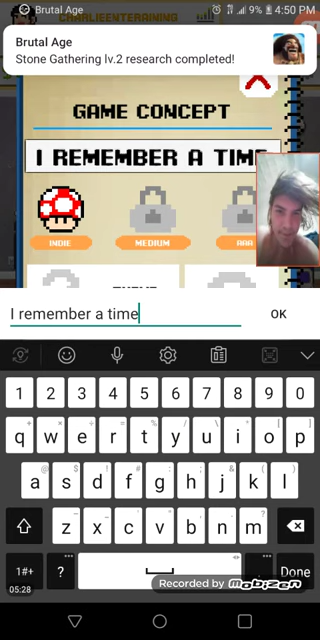 Brutal Age
9% 4:50 PM
CHARLIEENTERAINING
Brutal Age
Stone Gathering lv.2 research completed!
GAME CONCEPT
I REMEMBER A TIME
INDIE
MEDIUM
AAA
I remember a time
OK
1 2 3 4 5 6 7 8 9 0
q w e r t y u i o p
a s d f g h j k l
z x c v b n m
1#+ ? Done
05:28
Recorded by mobizen